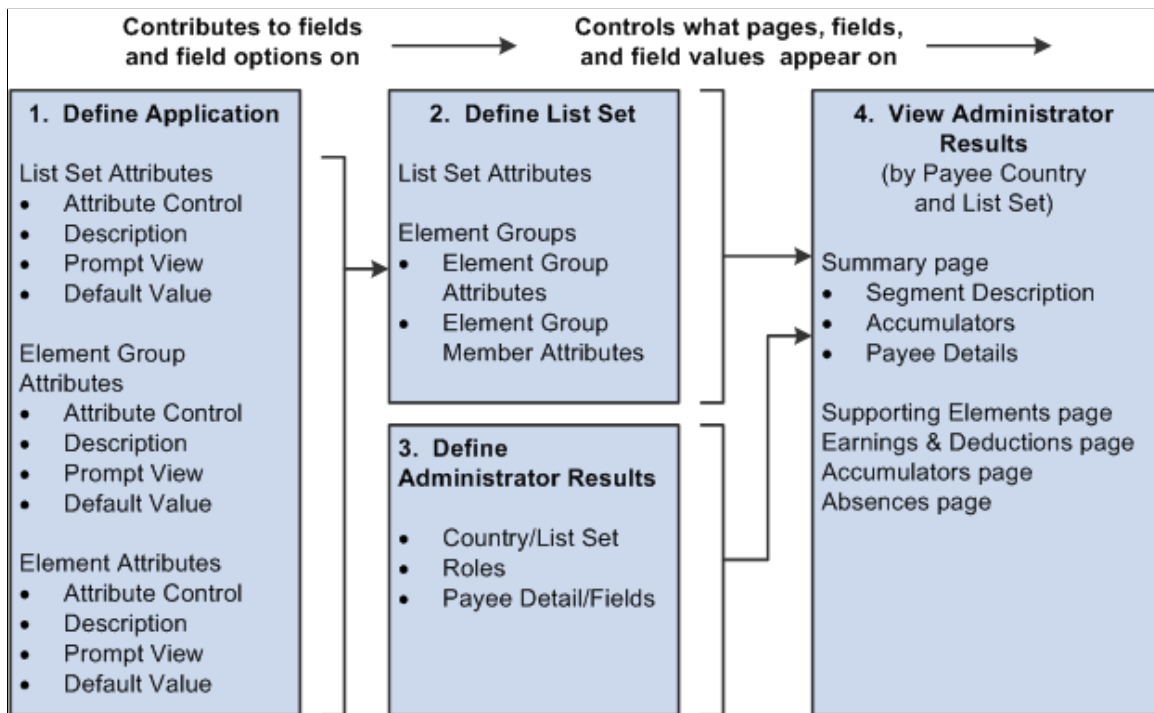 Contributes to fields
and field options on
Controls what pages, fields,
and field values appear on
1. Define Application
List Set Attributes
• Attribute Control
• Description
• Prompt View
• Default Value
Element Group
Attributes
• Attribute Control
• Description
• Prompt View
• Default Value
Element Attributes
• Attribute Control
• Description
• Prompt View
• Default Value
2. Define List Set
List Set Attributes
Element Groups
• Element Group
Attributes
• Element Group
Member Attributes
3. Define
Administrator Results
• Country/List Set
• Roles
• Payee Detail/Fields
4. View Administrator
Results
(by Payee Country
and List Set)
Summary page
• Segment Description
• Accumulators
• Payee Details
Supporting Elements page
Earnings & Deductions page
Accumulators page
Absences page